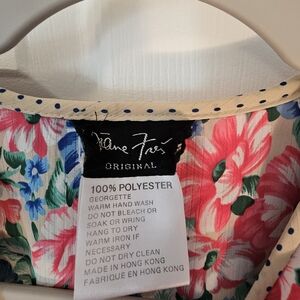 Diane Freis
ORIGINAL
100% POLYESTER
GEORGETTE
WARM HAND WASH
DO NOT BLEACH OR
SOAK OR WRING
HANG TO DRY
WARM IRON IF
NECESSARY
DO NOT DRY CLEAN
MADE IN HONG KONG
FABRIQUÉ EN HONG KONG